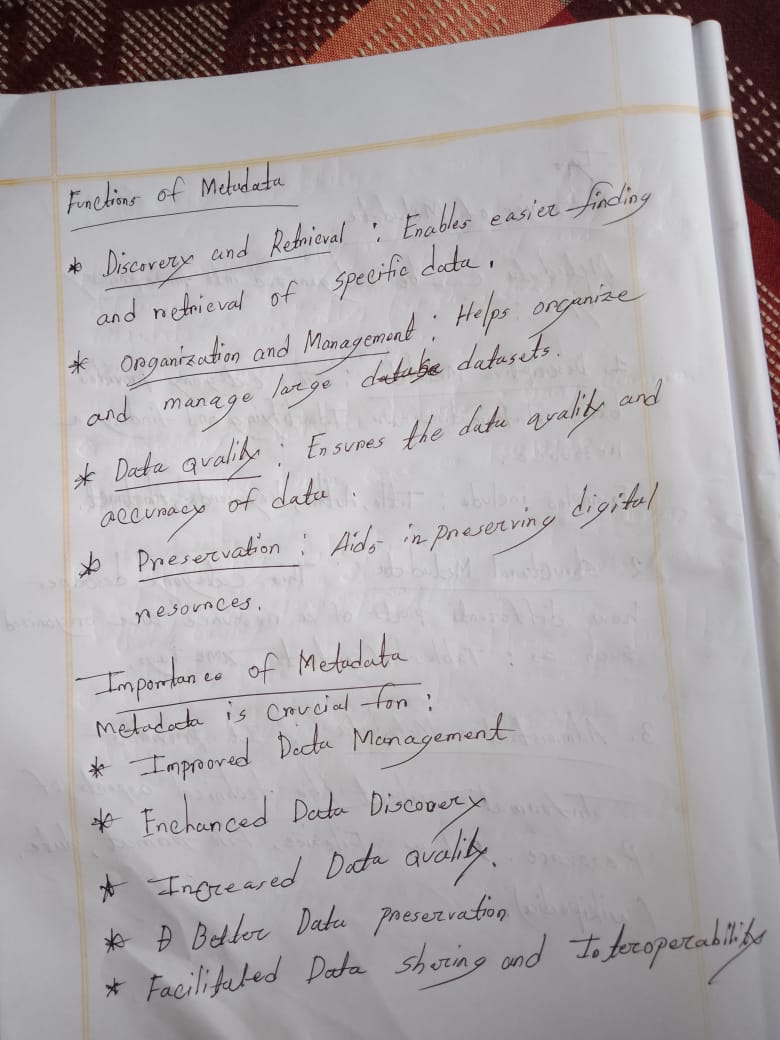 Functions of Metadata
* Discovery and Retrieval : Enables easier finding
and retrieval of specific data.
* Organization and Management : Helps organize
and manage large datasets.
* Data quality : Ensures the data quality and
accuracy of data.
* Preservation : Aids in preserving digital
resources.
Importance of Metadata
Metadata is crucial for :
* Improoved Data Management
* Enchanced Data Discovery
* Increased Data quality.
* Better Data preservation
* Facilitated Data sharing and Interoperability